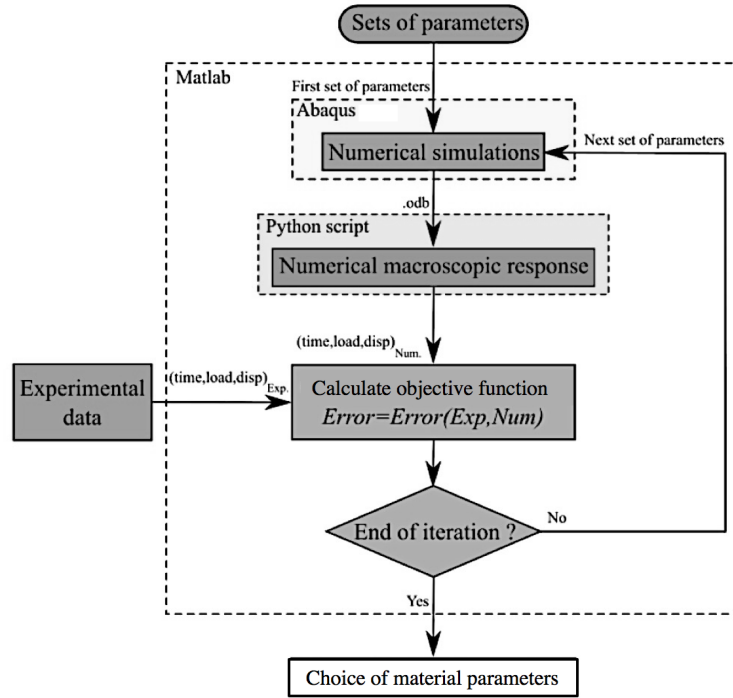 Sets of parameters
Matlab
First set of parameters
Abaqus
Numerical simulations
Next set of parameters
.odb
Python script
Numerical macroscopic response
(time,load,disp)Num.
Experimental
data
(time,load,disp)Exp.
Calculate objective function
Error=Error(Exp,Num)
End of iteration ?
No
Yes
Choice of material parameters